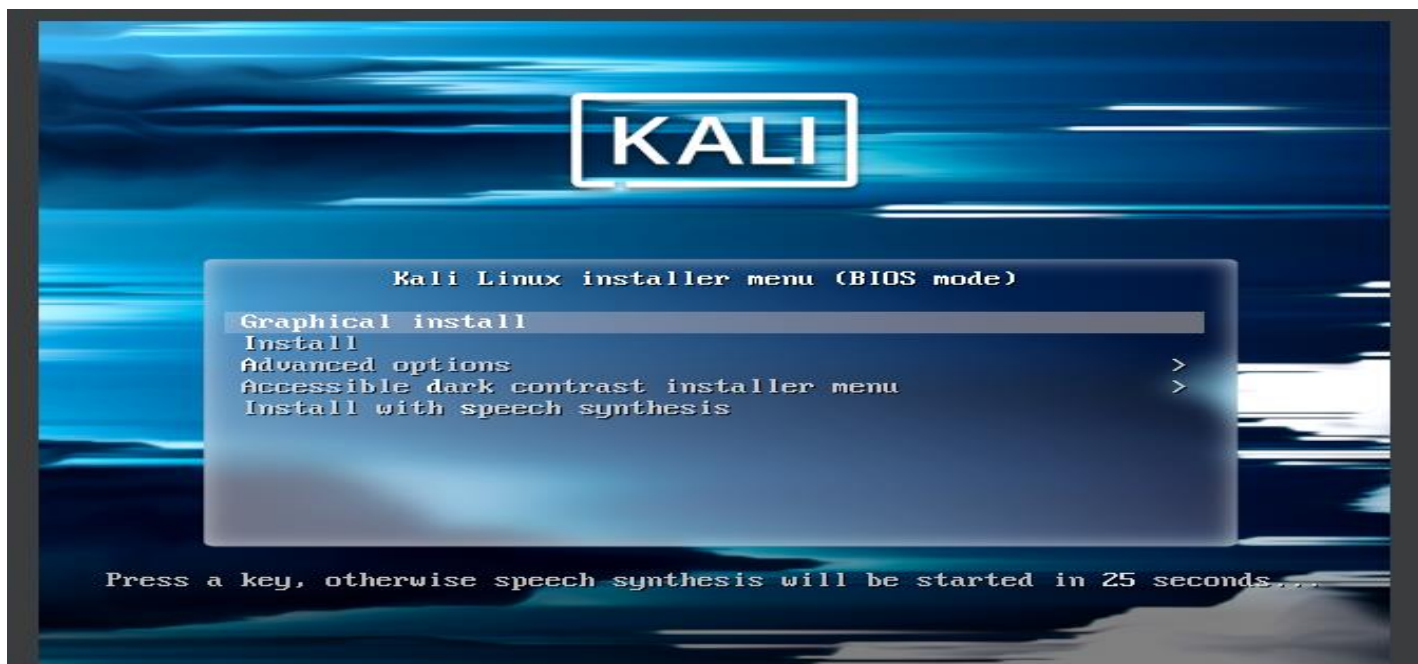 KALI
Kali Linux installer menu (BIOS mode)
Graphical install
Install
Advanced options >
Accessible dark contrast installer menu >
Install with speech synthesis
Press a key, otherwise speech synthesis will be started in 25 seconds...